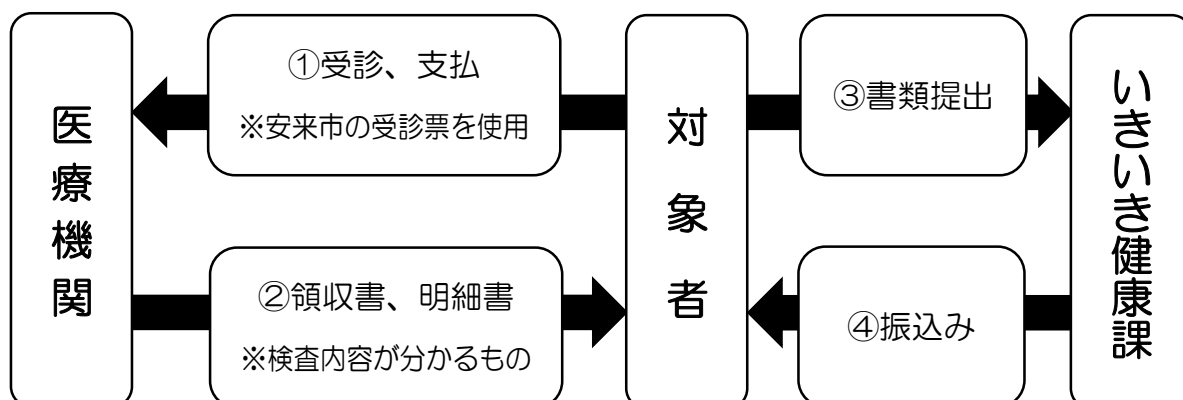 医療機関
①受診、支払
※安来市の受診票を使用
②領収書、明細書
※検査内容が分かるもの
対象者
③書類提出
④振込み
いきいき健康課